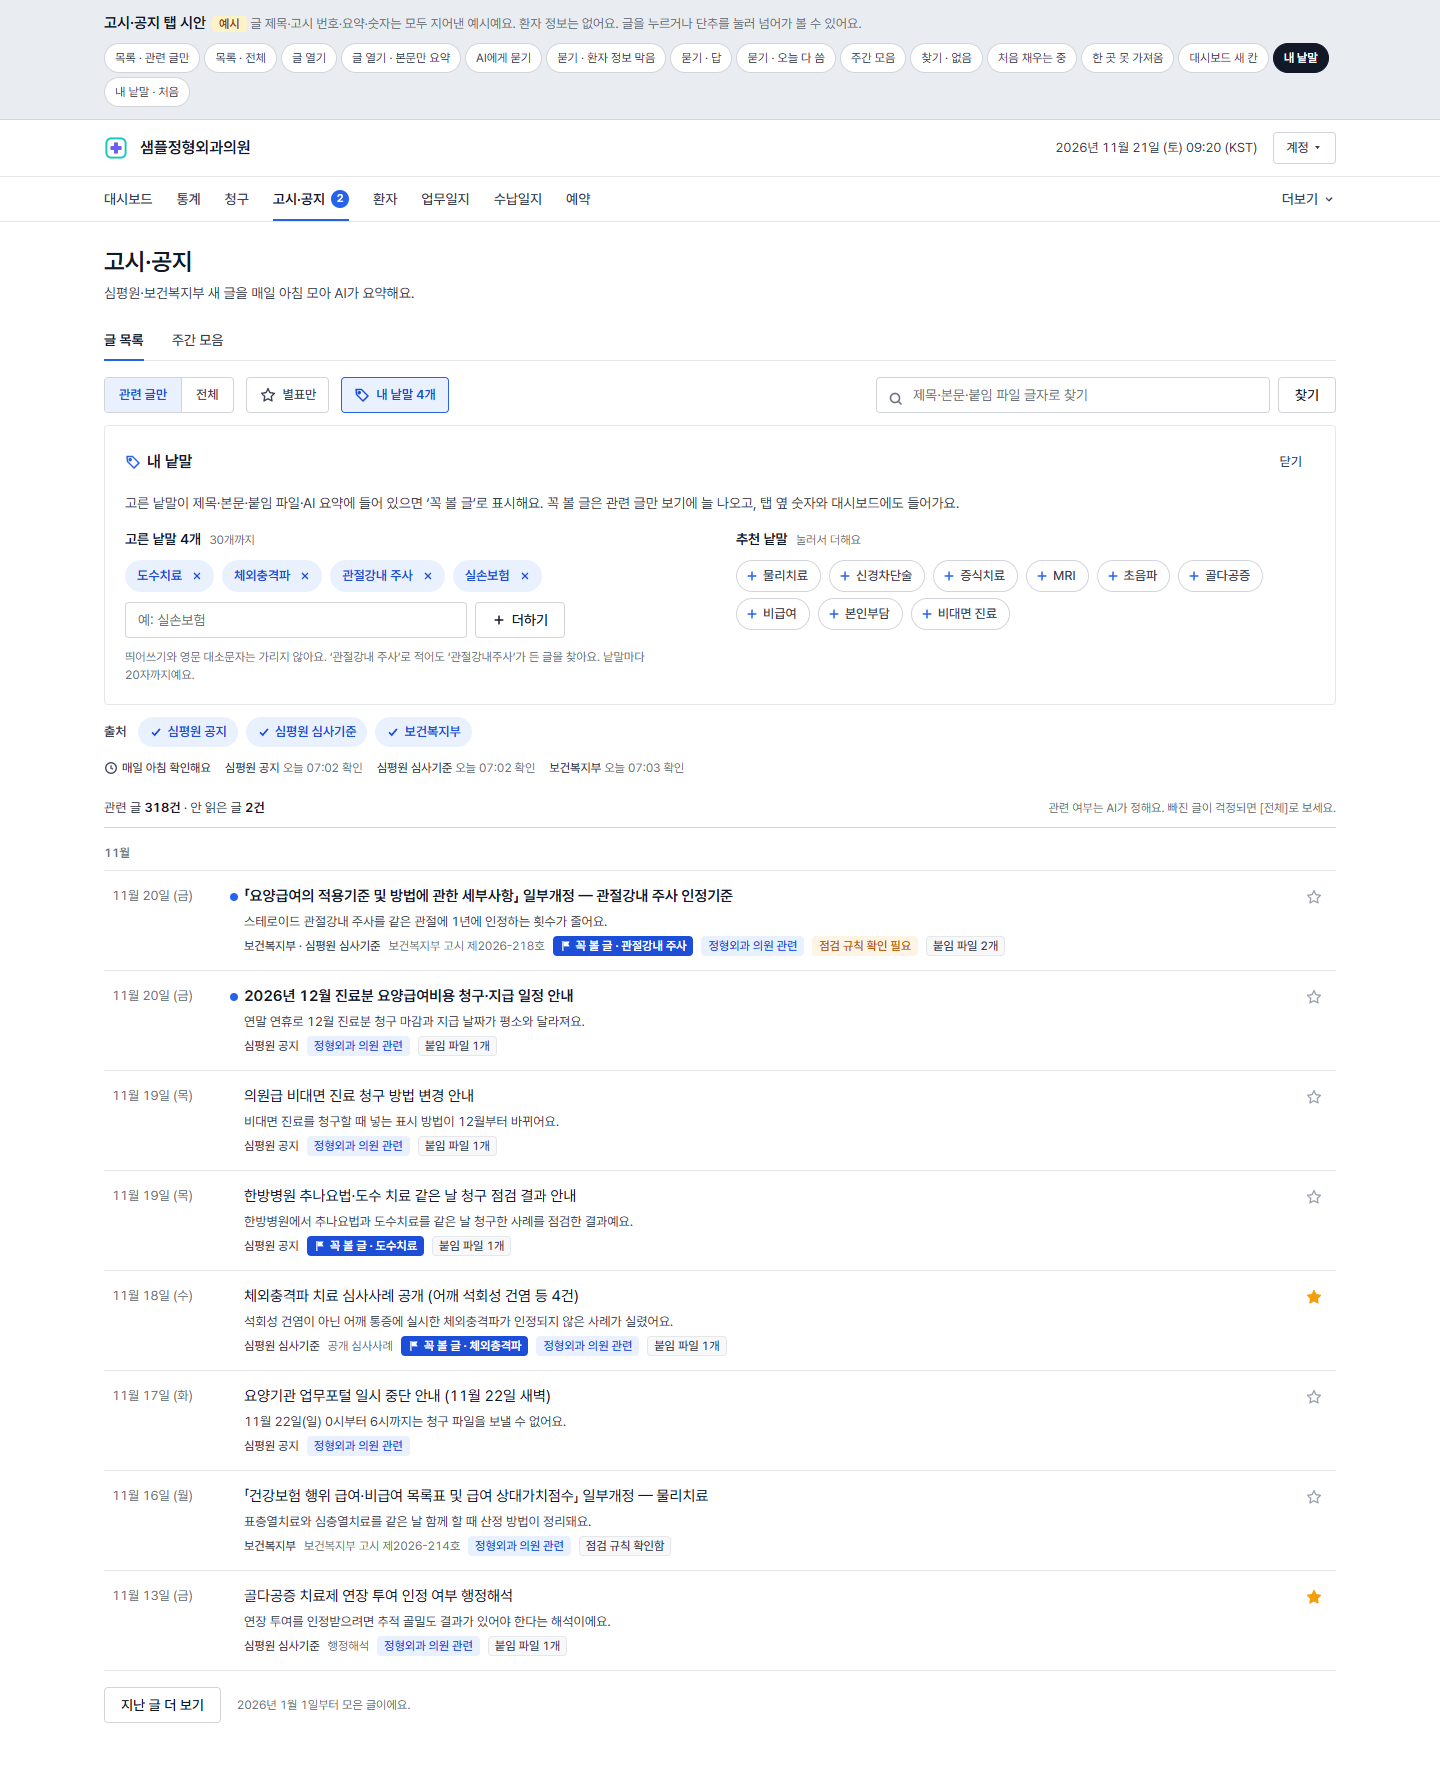 고시·공지 탭 시안 예시 글 제목·고시 번호·요약·숫자는 모두 지어낸 예시예요. 환자 정보는 없어요. 글을 누르거나 단추를 눌러 넘어가 볼 수 있어요.
목록 · 관련 글만 목록 · 전체 글 열기 글 열기 · 본문만 요약 AI에게 묻기 묻기 · 환자 정보 막음 묻기 · 답 묻기 · 오늘 다 씀 주간 모음 찾기 · 없음 처음 채우는 중 한 곳 못 가져옴 대시보드 새 칸 내 낱말
내 낱말 · 처음
샘플정형외과의원 2026년 11월 21일 (토) 09:20 (KST) 계정
대시보드 통계 청구 고시·공지 2 환자 업무일지 수납일지 예약 더보기
고시·공지
심평원·보건복지부 새 글을 매일 아침 모아 AI가 요약해요.
글 목록 주간 모음
관련 글만 전체 별표만 내 낱말 4개 제목·본문·붙임 파일 글자로 찾기 찾기
내 낱말 닫기
고른 낱말이 제목·본문·붙임 파일·AI 요약에 들어 있으면 ‘꼭 볼 글’로 표시해요. 꼭 볼 글은 관련 글만 보기에 늘 나오고, 탭 옆 숫자와 대시보드에도 들어가요.
고른 낱말 4개 30개까지 추천 낱말 눌러서 더해요
도수치료 × 체외충격파 × 관절강내 주사 × 실손보험 × + 물리치료 + 신경차단술 + 증식치료 + MRI + 초음파 + 골다공증
예: 실손보험 + 더하기 + 비급여 + 본인부담 + 비대면 진료
띄어쓰기와 영문 대소문자는 가리지 않아요. ‘관절강내 주사’로 적어도 ‘관절강내주사’가 든 글을 찾아요. 낱말마다
20자까지예요.
출처 심평원 공지 심평원 심사기준 보건복지부
매일 아침 확인해요 심평원 공지 오늘 07:02 확인 심평원 심사기준 오늘 07:02 확인 보건복지부 오늘 07:03 확인
관련 글 318건 · 안 읽은 글 2건 관련 여부는 AI가 정해요. 빠진 글이 걱정되면 [전체]로 보세요.
11월
11월 20일 (금) 「요양급여의 적용기준 및 방법에 관한 세부사항」 일부개정 — 관절강내 주사 인정기준
스테로이드 관절강내 주사를 같은 관절에 1년에 인정하는 횟수가 줄어요.
보건복지부 · 심평원 심사기준 보건복지부 고시 제2026-218호 꼭 볼 글 · 관절강내 주사 정형외과 의원 관련 점검 규칙 확인 필요 붙임 파일 2개
11월 20일 (금) 2026년 12월 진료분 요양급여비용 청구·지급 일정 안내
연말 연휴로 12월 진료분 청구 마감과 지급 날짜가 평소와 달라져요.
심평원 공지 정형외과 의원 관련 붙임 파일 1개
11월 19일 (목) 의원급 비대면 진료 청구 방법 변경 안내
비대면 진료를 청구할 때 넣는 표시 방법이 12월부터 바뀌어요.
심평원 공지 정형외과 의원 관련 붙임 파일 1개
11월 19일 (목) 한방병원 추나요법·도수 치료 같은 날 청구 점검 결과 안내
한방병원에서 추나요법과 도수치료를 같은 날 청구한 사례를 점검한 결과예요.
심평원 공지 꼭 볼 글 · 도수치료 붙임 파일 1개
11월 18일 (수) 체외충격파 치료 심사사례 공개 (어깨 석회성 건염 등 4건)
석회성 건염이 아닌 어깨 통증에 실시한 체외충격파가 인정되지 않은 사례가 실렸어요.
심평원 심사기준 공개 심사사례 꼭 볼 글 · 체외충격파 정형외과 의원 관련 붙임 파일 1개
11월 17일 (화) 요양기관 업무포털 일시 중단 안내 (11월 22일 새벽)
11월 22일(일) 0시부터 6시까지는 청구 파일을 보낼 수 없어요.
심평원 공지 정형외과 의원 관련
11월 16일 (월) 「건강보험 행위 급여·비급여 목록표 및 급여 상대가치점수」 일부개정 — 물리치료
표층열치료와 심층열치료를 같은 날 함께 할 때 산정 방법이 정리돼요.
보건복지부 보건복지부 고시 제2026-214호 정형외과 의원 관련 점검 규칙 확인함
11월 13일 (금) 골다공증 치료제 연장 투여 인정 여부 행정해석
연장 투여를 인정받으려면 추적 골밀도 결과가 있어야 한다는 해석이에요.
심평원 심사기준 행정해석 정형외과 의원 관련 붙임 파일 1개
지난 글 더 보기 2026년 1월 1일부터 모은 글이에요.